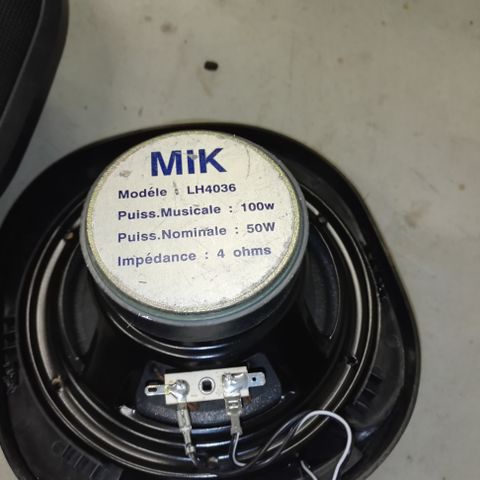 MiK
Modéle : LH4036
Puiss.Musicale : 100w
Puiss.Nominale : 50W
Impédance : 4 ohms